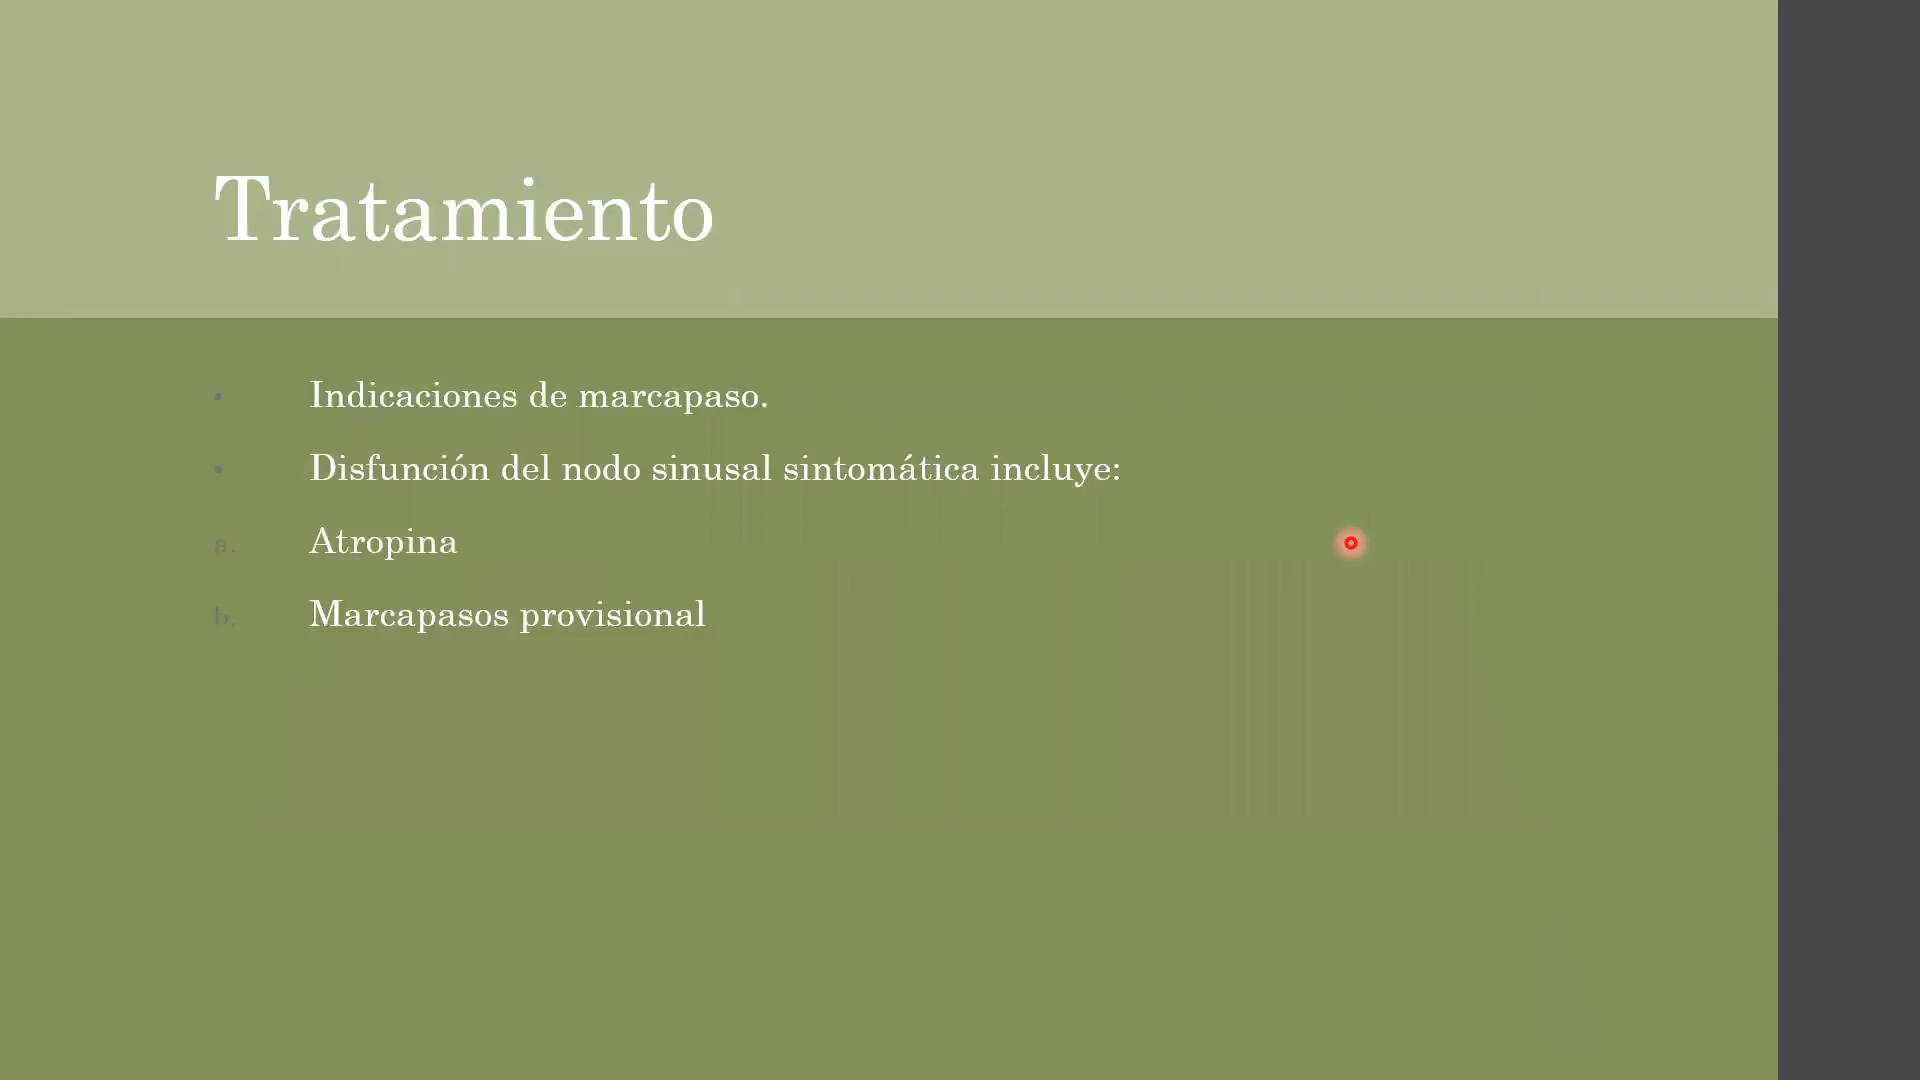 Tratamiento
• Indicaciones de marcapaso.
• Disfunción del nodo sinusal sintomática incluye:
a. Atropina
b. Marcapasos provisional